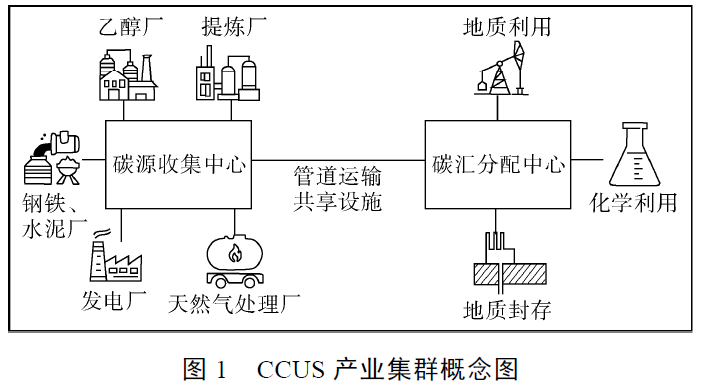 乙醇厂
提炼厂
地质利用
碳源收集中心
管道运输
共享设施
碳汇分配中心
钢铁、
水泥厂
化学利用
发电厂
天然气处理厂
地质封存
图 1 CCUS 产业集群概念图